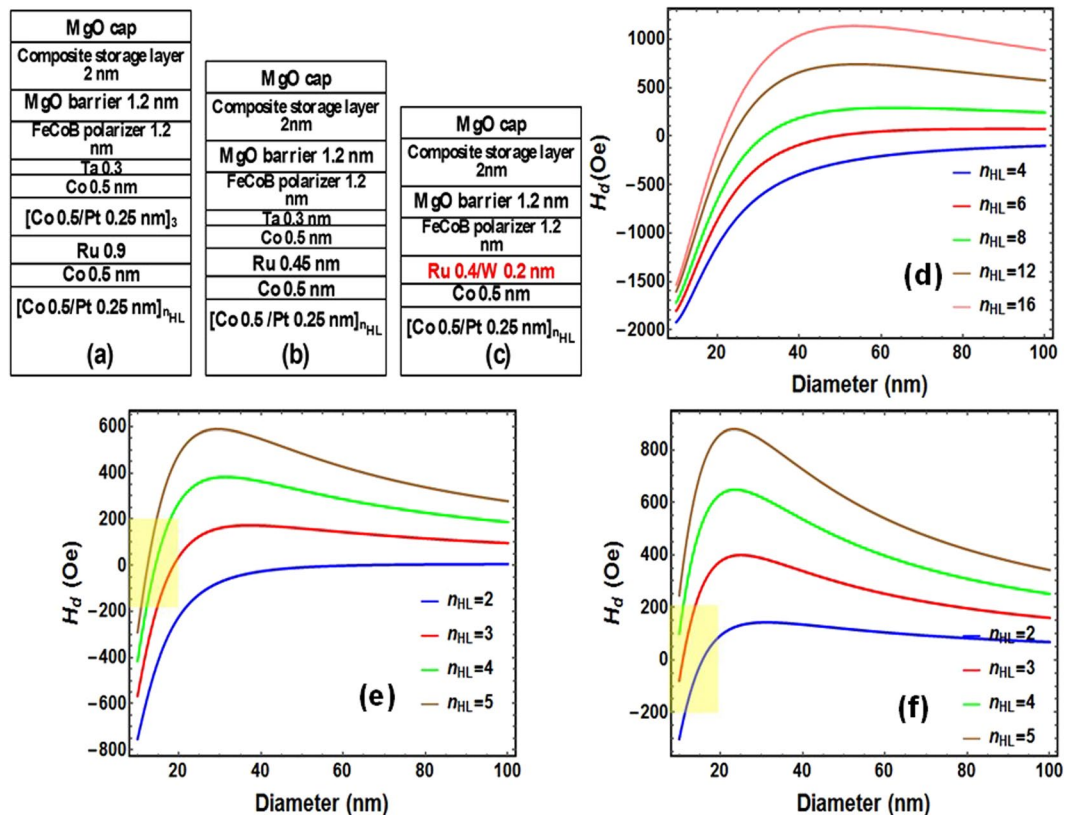 MgO cap
Composite storage layer
2 nm
MgO barrier 1.2 nm
FeCoB polarizer 1.2
nm
Ta 0.3
Co 0.5 nm
[Co 0.5/Pt 0.25 nm]3
Ru 0.9
Co 0.5 nm
[Co 0.5/Pt 0.25 nm]nHL
(a)
MgO cap
Composite storage layer
2nm
MgO barrier 1.2 nm
FeCoB polarizer 1.2
nm
Ta 0.3 nm
Co 0.5 nm
Ru 0.45 nm
Co 0.5 nm
[Co 0.5 /Pt 0.25 nm]nHL
(b)
MgO cap
Composite storage layer
2nm
MgO barrier 1.2 nm
FeCoB polarizer 1.2
nm
Ru 0.4/W 0.2 nm
Co 0.5 nm
[Co 0.5/Pt 0.25 nm]nHL
(c)
Hd (Oe)
1000
500
0
−500
−1000
−1500
−2000
nHL=4
nHL=6
nHL=8
nHL=12
nHL=16
(d)
20 40 60 80 100
Diameter (nm)
Hd (Oe)
600
400
200
0
−200
−400
−600
−800
nHL=2
nHL=3
nHL=4
nHL=5
(e)
20 40 60 80 100
Diameter (nm)
Hd (Oe)
800
600
400
200
0
−200
nHL=2
nHL=3
nHL=4
nHL=5
(f)
20 40 60 80 100
Diameter (nm)